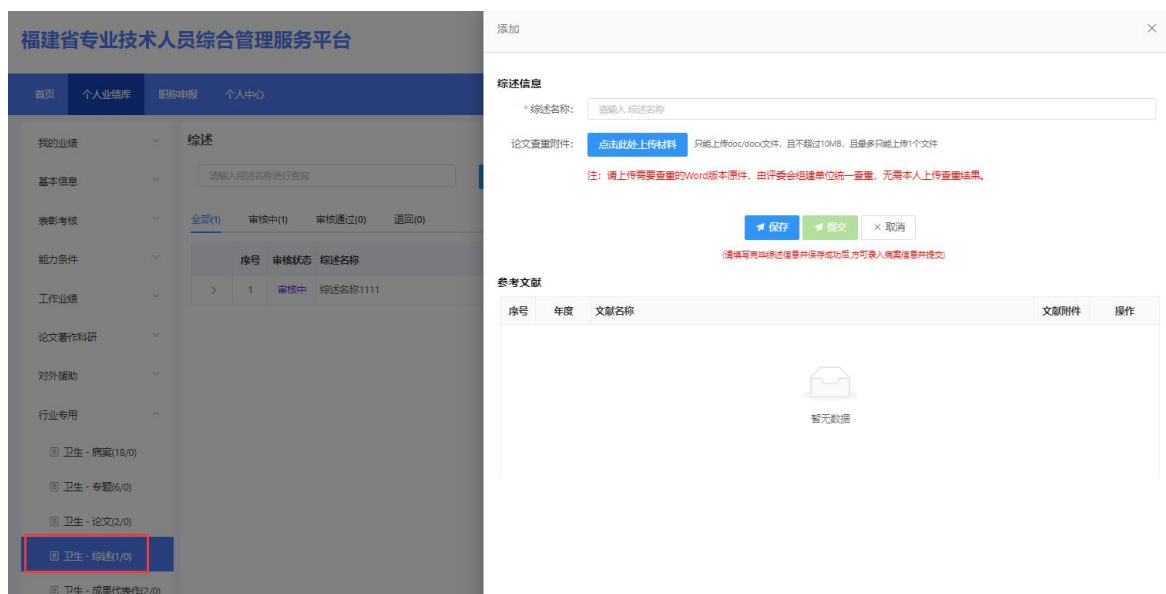 福建省专业技术人员综合管理服务平台
首页 个人业绩库 职称申报 个人中心
我的业绩
基本信息
表彰考核
能力条件
工作业绩
论文著作科研
对外援助
行业专用
卫生 - 病案(18/0)
卫生 - 专题(6/0)
卫生 - 论文(2/0)
卫生 - 综述(1/0)
卫生 - 成果代表作(2/0)
综述
请输入综述名称进行查询
全部(1) 审核中(1) 审核通过(0) 退回(0)
序号 审核状态 综述名称
1 审核中 综述名称1111
添加
综述信息
* 综述名称: 请输入 综述名称
论文查重附件: 点击此处上传材料 只能上传doc/docx文件，且不超过10MB，且最多只能上传1个文件
注：请上传需要查重的Word版本原件，由评委会组建单位统一查重，无需本人上传查重结果。
保存 提交 取消
(请填写完毕综述信息并保存成功后,方可录入病案信息并提交)
参考文献
序号 年度 文献名称 文献附件 操作
暂无数据